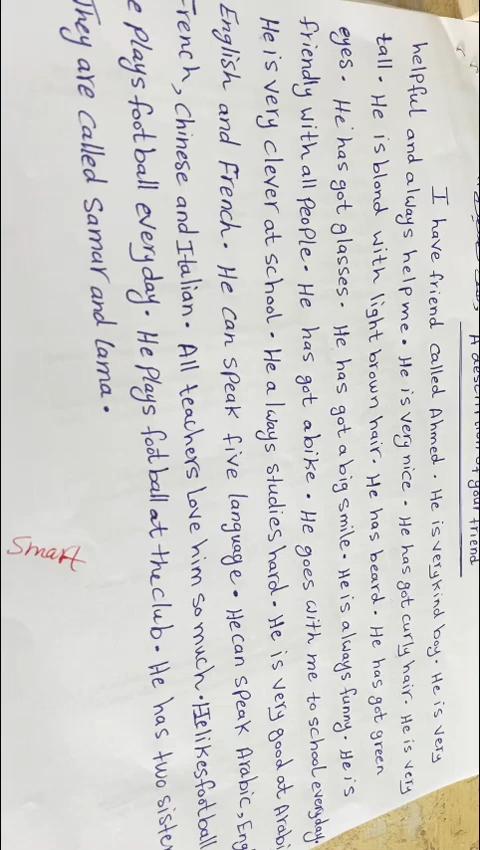 A description of your friend
I have friend called Ahmed. He is very kind boy. He is very
helpful and always help me. He is very nice. He has got curly hair. He is very
tall. He is blond with light brown hair. He has beard. He has got green
eyes. He has got glasses. He has got a big smile. He is always funny. He is
friendly with all people. He has got a bike. He goes with me to school everyday.
He is very clever at school. He always studies hard. He is very good at Arabi
English and French. He can speak five language. He can speak Arabic, Eng
French, Chinese and Italian. All teachers love him so much. He likes football
e plays football everyday. He plays football at the club. He has two sister
They are called Samar and Lama.
Smart